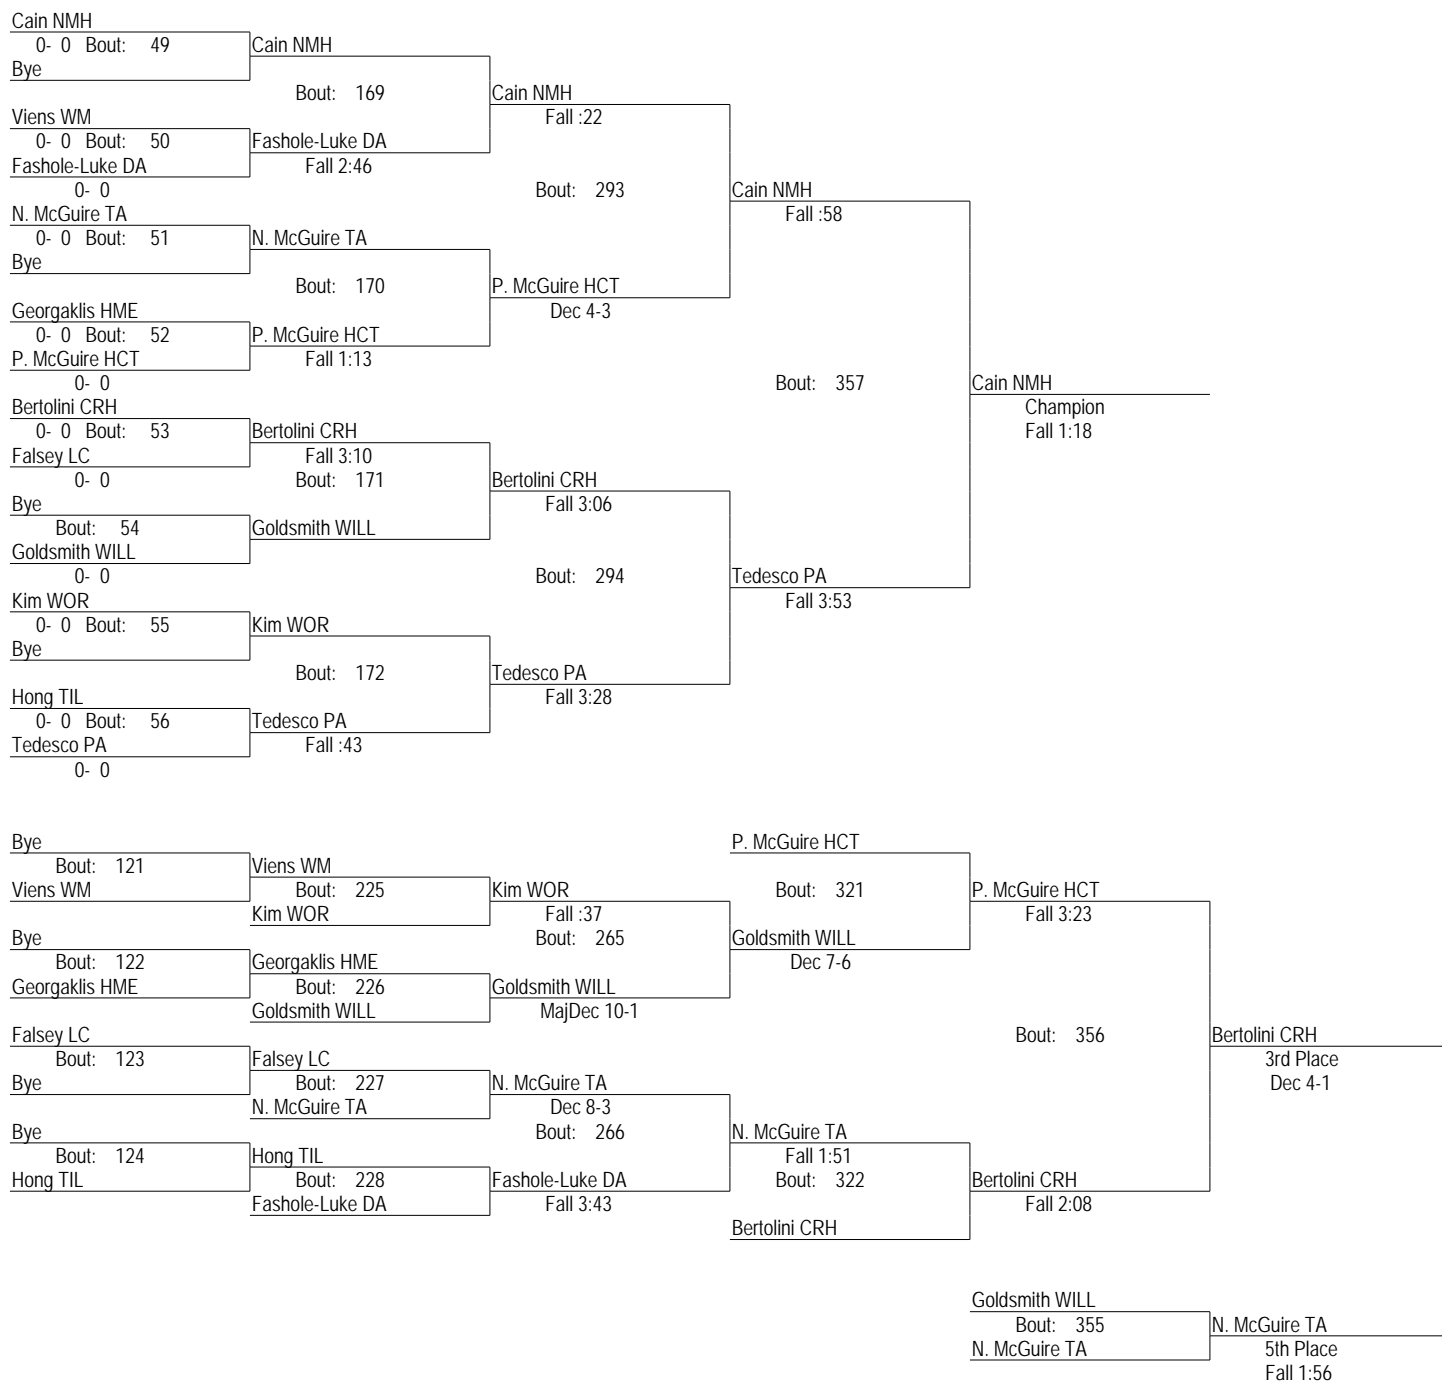 Cain NMH
0- 0 Bout: 49
Cain NMH
Bye
Bout: 169
Cain NMH
Viens WM
Fall :22
0- 0 Bout: 50
Fashole-Luke DA
Fashole-Luke DA
Fall 2:46
0- 0
Bout: 293
Cain NMH
N. McGuire TA
Fall :58
0- 0 Bout: 51
N. McGuire TA
Bye
Bout: 170
P. McGuire HCT
Georgaklis HME
Dec 4-3
0- 0 Bout: 52
P. McGuire HCT
P. McGuire HCT
Fall 1:13
0- 0
Bout: 357
Cain NMH
Bertolini CRH
Champion
0- 0 Bout: 53
Bertolini CRH
Fall 1:18
Falsey LC
Fall 3:10
0- 0
Bout: 171
Bertolini CRH
Bye
Fall 3:06
Bout: 54
Goldsmith WILL
Goldsmith WILL
0- 0
Bout: 294
Tedesco PA
Kim WOR
Fall 3:53
0- 0 Bout: 55
Kim WOR
Bye
Bout: 172
Tedesco PA
Hong TIL
Fall 3:28
0- 0 Bout: 56
Tedesco PA
Tedesco PA
Fall :43
0- 0
Bye
P. McGuire HCT
Bout: 121
Viens WM
Viens WM
Bout: 225
Kim WOR
Bout: 321
P. McGuire HCT
Kim WOR
Fall :37
Fall 3:23
Bye
Bout: 265
Goldsmith WILL
Bout: 122
Georgaklis HME
Dec 7-6
Georgaklis HME
Bout: 226
Goldsmith WILL
Goldsmith WILL
MajDec 10-1
Falsey LC
Bout: 356
Bertolini CRH
Bout: 123
Falsey LC
3rd Place
Bye
Bout: 227
N. McGuire TA
Dec 4-1
N. McGuire TA
Dec 8-3
Bye
Bout: 266
N. McGuire TA
Bout: 124
Hong TIL
Fall 1:51
Hong TIL
Bout: 228
Fashole-Luke DA
Bout: 322
Bertolini CRH
Fashole-Luke DA
Fall 3:43
Fall 2:08
Bertolini CRH
Goldsmith WILL
Bout: 355
N. McGuire TA
N. McGuire TA
5th Place
Fall 1:56